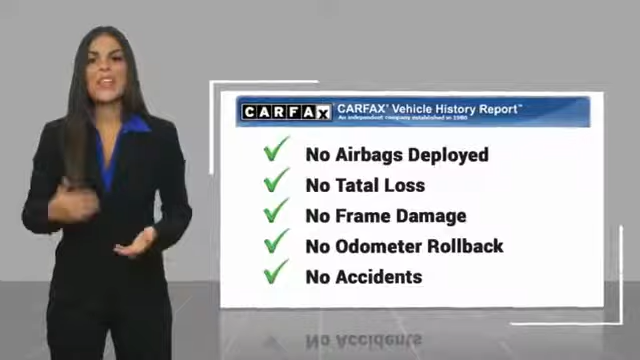 CARFAX CARFAX Vehicle History Report™
An independent company established in 1986
No Airbags Deployed
No Tatal Loss
No Frame Damage
No Odometer Rollback
No Accidents
No Accidents